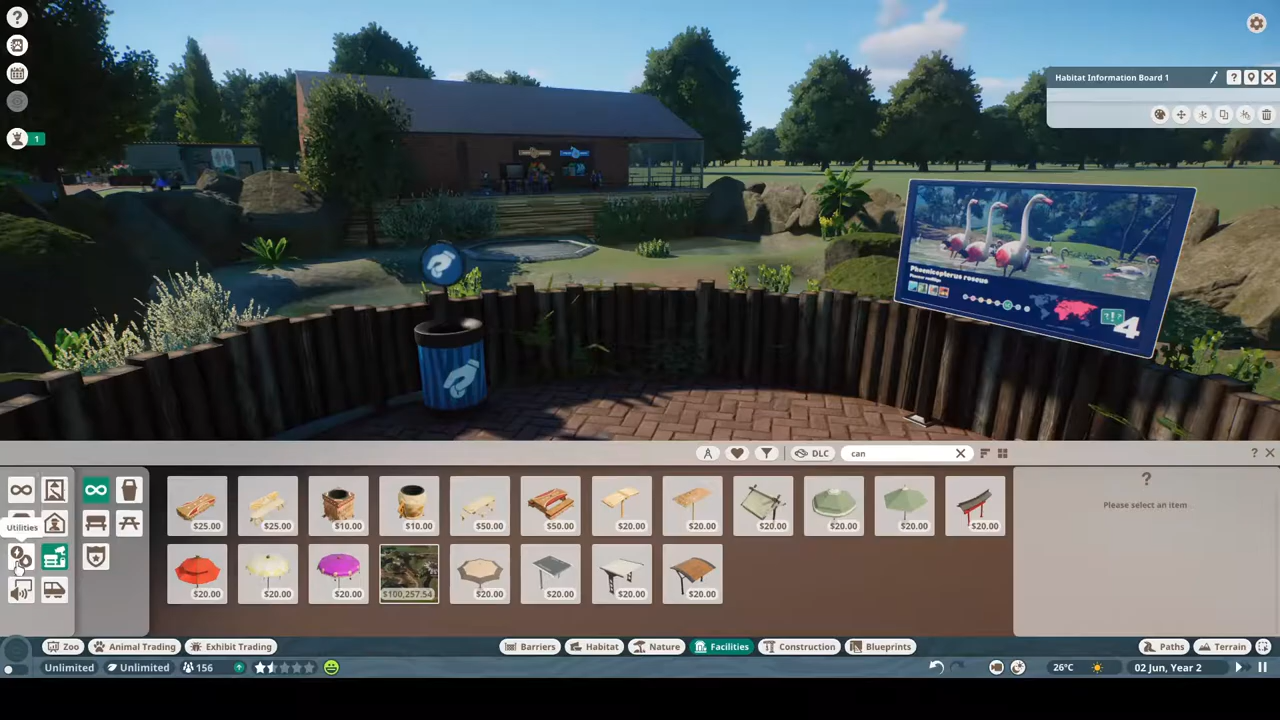 Habitat Information Board 1
1
Phoenicopterus roseus
4
DLC
can
Utilities
$25.00 $25.00 $10.00 $10.00 $50.00 $50.00 $20.00 $20.00 $20.00 $20.00 $20.00 $20.00
$20.00 $20.00 $20.00 $100,257.54 $20.00 $20.00 $20.00 $20.00
Please select an item
Zoo Animal Trading Exhibit Trading Barriers Habitat Nature Facilities Construction Blueprints Paths Terrain
Unlimited Unlimited 156 26°C 02 Jun, Year 2